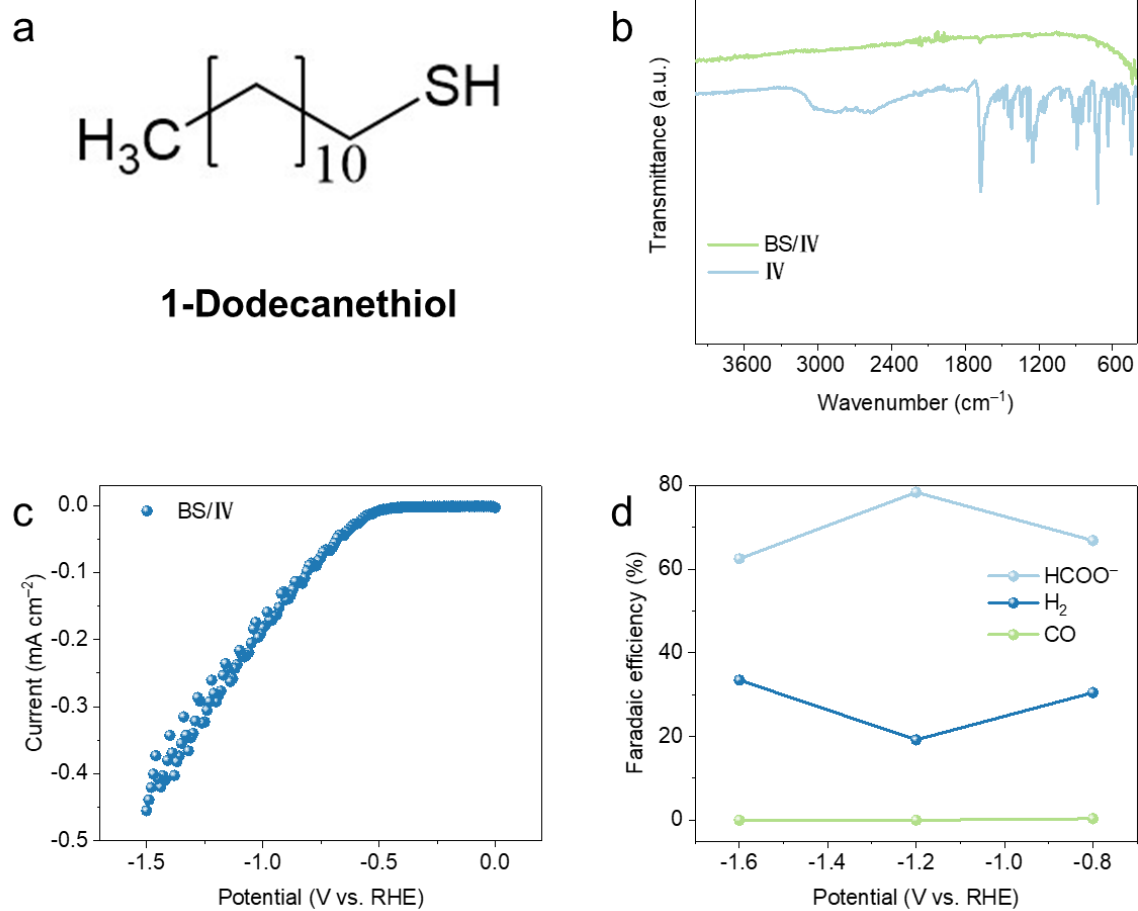 a
SH
H₃C
10
1-Dodecanethiol
b
Transmittance (a.u.)
BS/Ⅳ
Ⅳ
3600 3000 2400 1800 1200 600
Wavenumber (cm⁻¹)
c
BS/Ⅳ
0.0
-0.1
-0.2
-0.3
-0.4
-0.5
Current (mA cm⁻²)
-1.5 -1.0 -0.5 0.0
Potential (V vs. RHE)
d
80
60
40
20
0
Faradaic efficiency (%)
HCOO⁻
H₂
CO
-1.6 -1.4 -1.2 -1.0 -0.8
Potential (V vs. RHE)